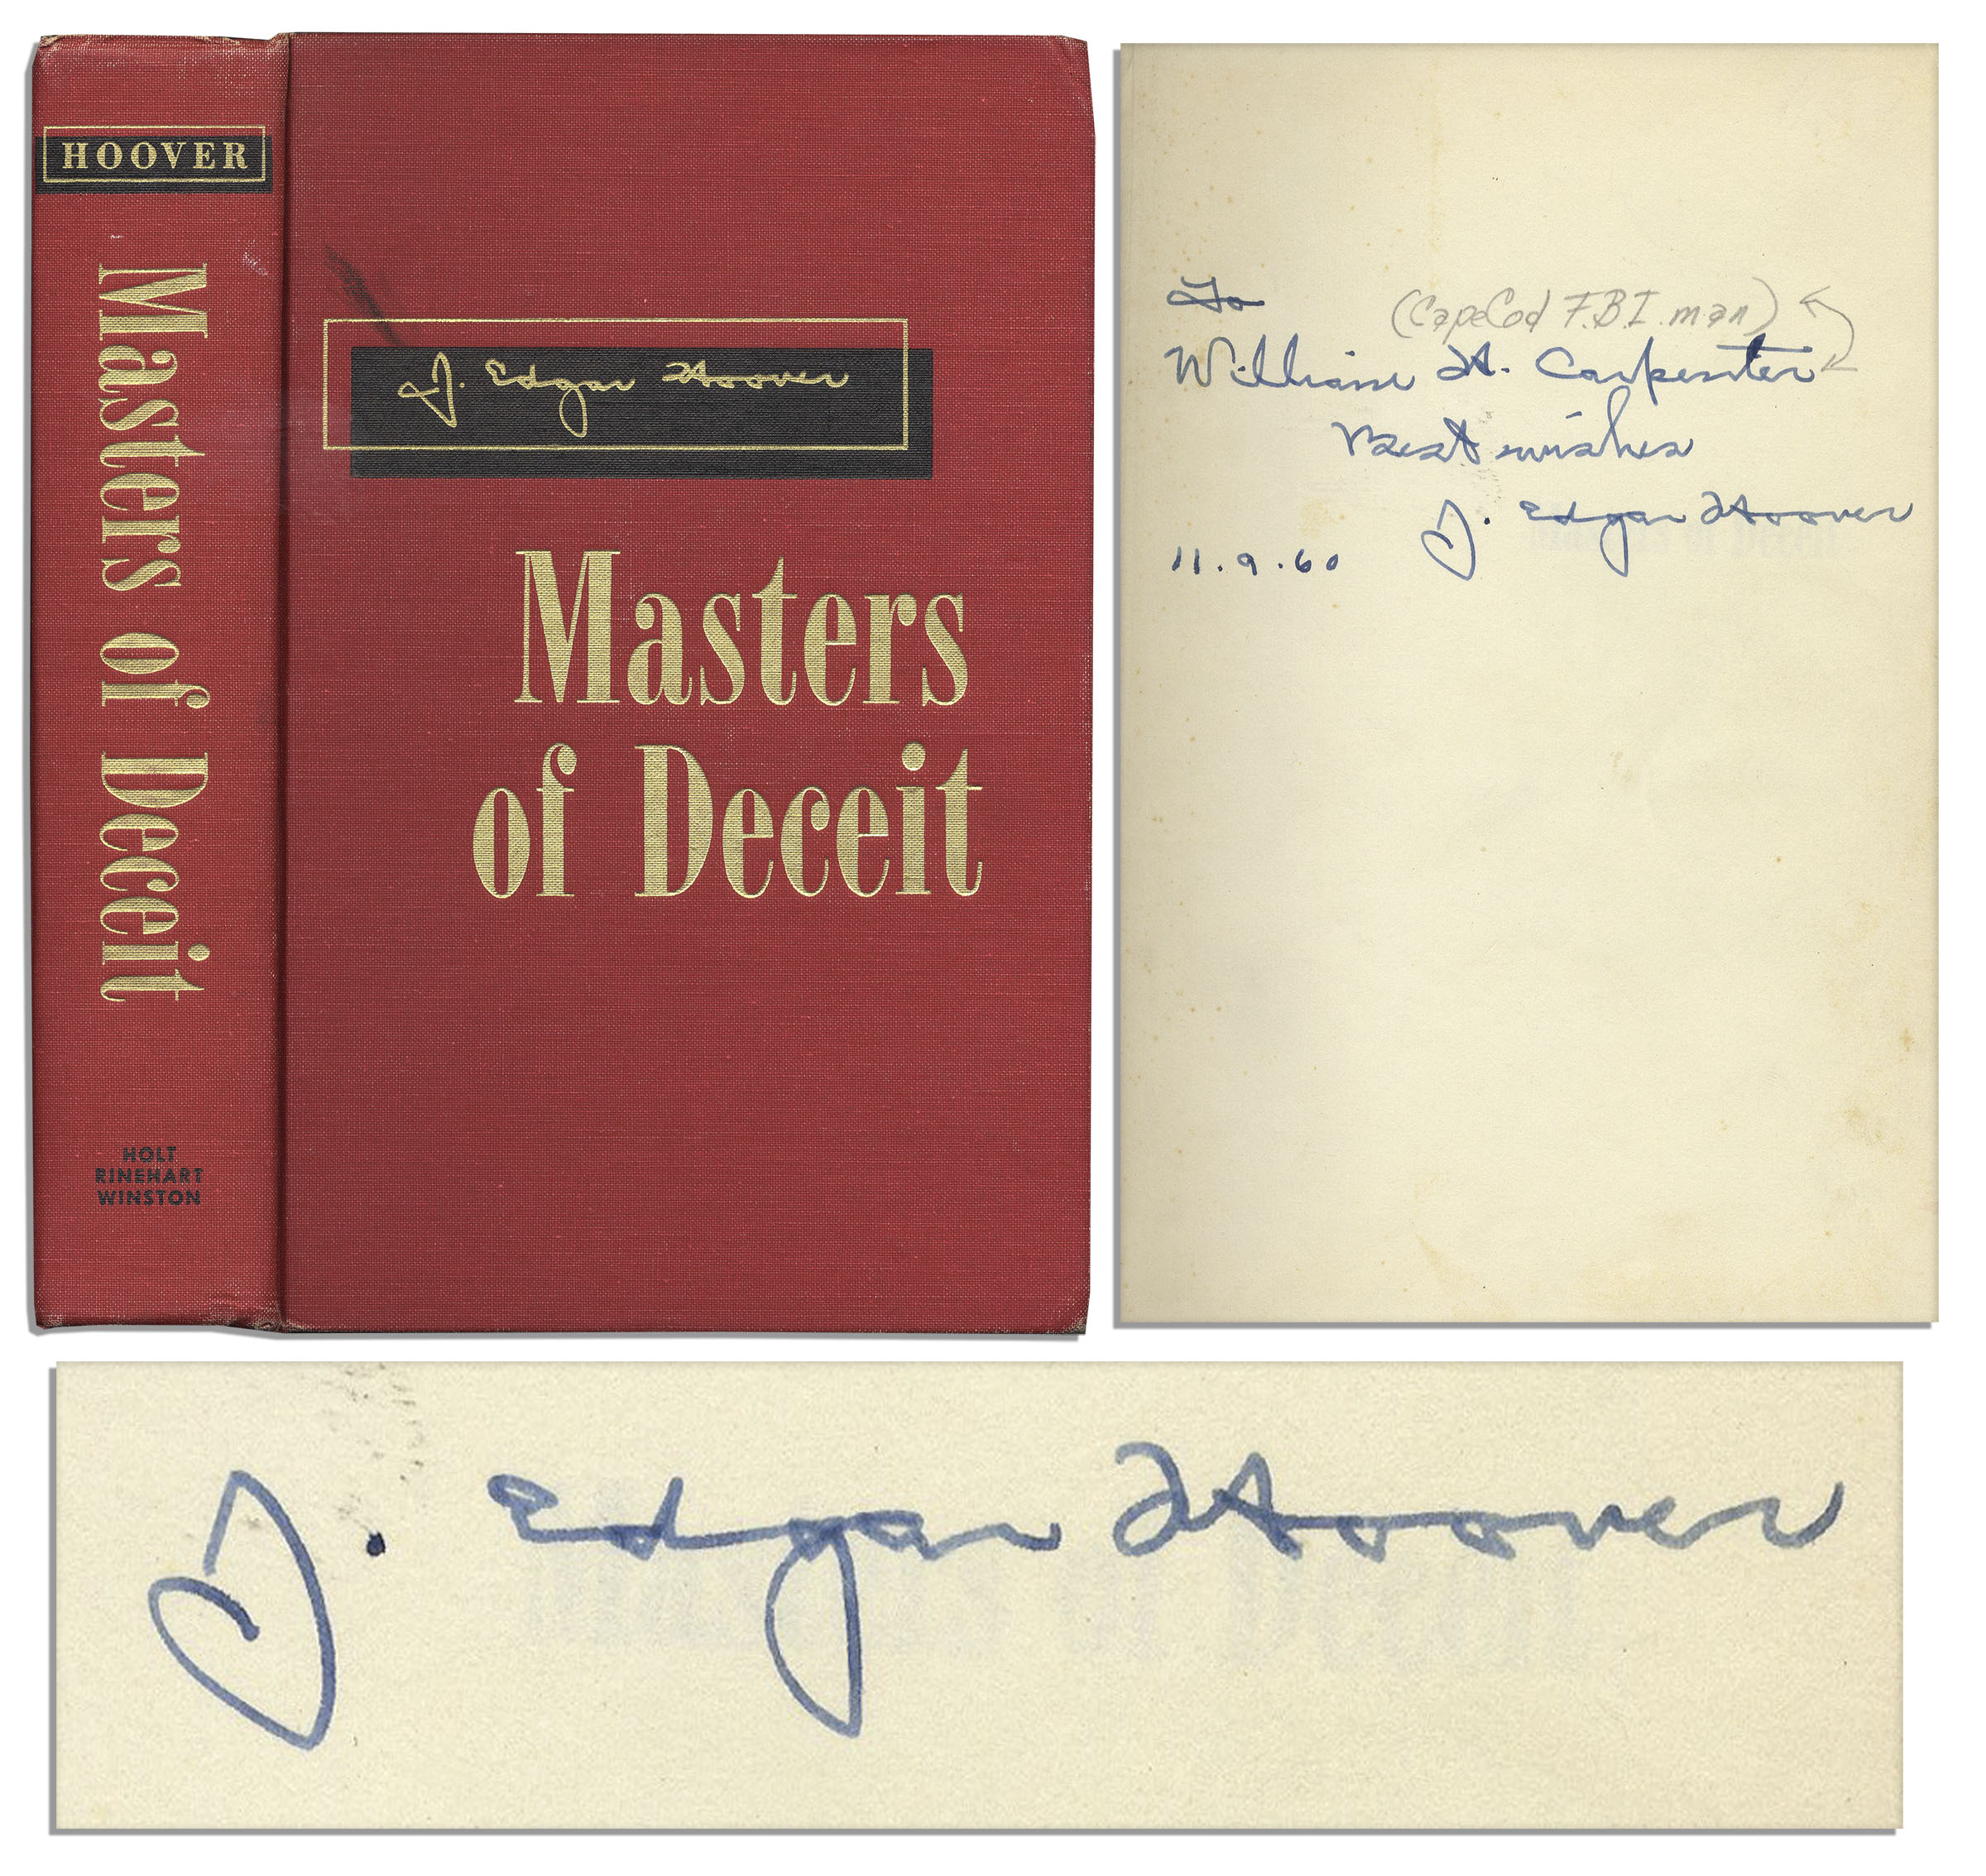 HOOVER
Masters of Deceit
HOLT
RINEHART
WINSTON
J. Edgar Hoover
Masters
of Deceit
To
(Cape Cod F.B.I. man)
William H. Carpenter
Best wishes
J. Edgar Hoover
11.9.60
J. Edgar Hoover